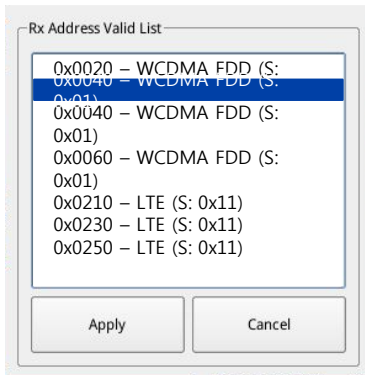 Rx Address Valid List
0x0020 – WCDMA FDD (S:
0x0040 – WCDMA FDD (S:
0x01)
0x0040 – WCDMA FDD (S:
0x01)
0x0060 – WCDMA FDD (S:
0x01)
0x0210 – LTE (S: 0x11)
0x0230 – LTE (S: 0x11)
0x0250 – LTE (S: 0x11)
Apply
Cancel